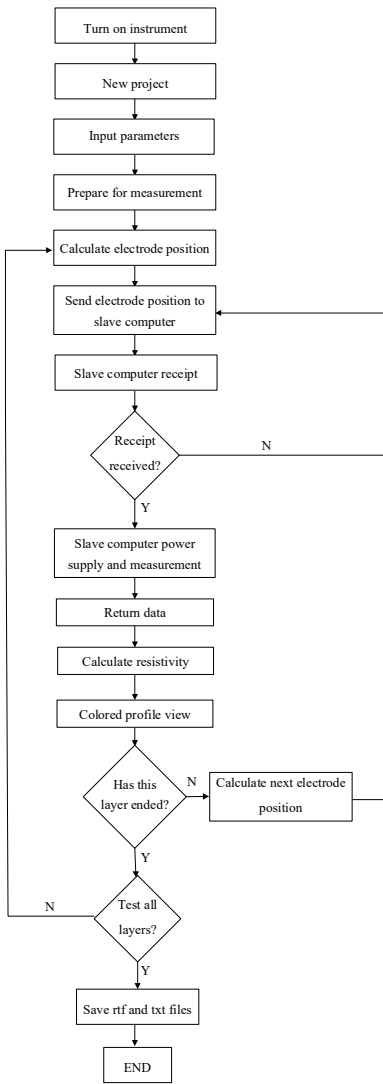 Turn on instrument
New project
Input parameters
Prepare for measurement
Calculate electrode position
Send electrode position to
slave computer
Slave computer receipt
Receipt
received?
N
Y
Slave computer power
supply and measurement
Return data
Calculate resistivity
Colored profile view
Has this
layer ended?
N
Calculate next electrode
position
Y
Test all
layers?
N
Y
Save rtf and txt files
END